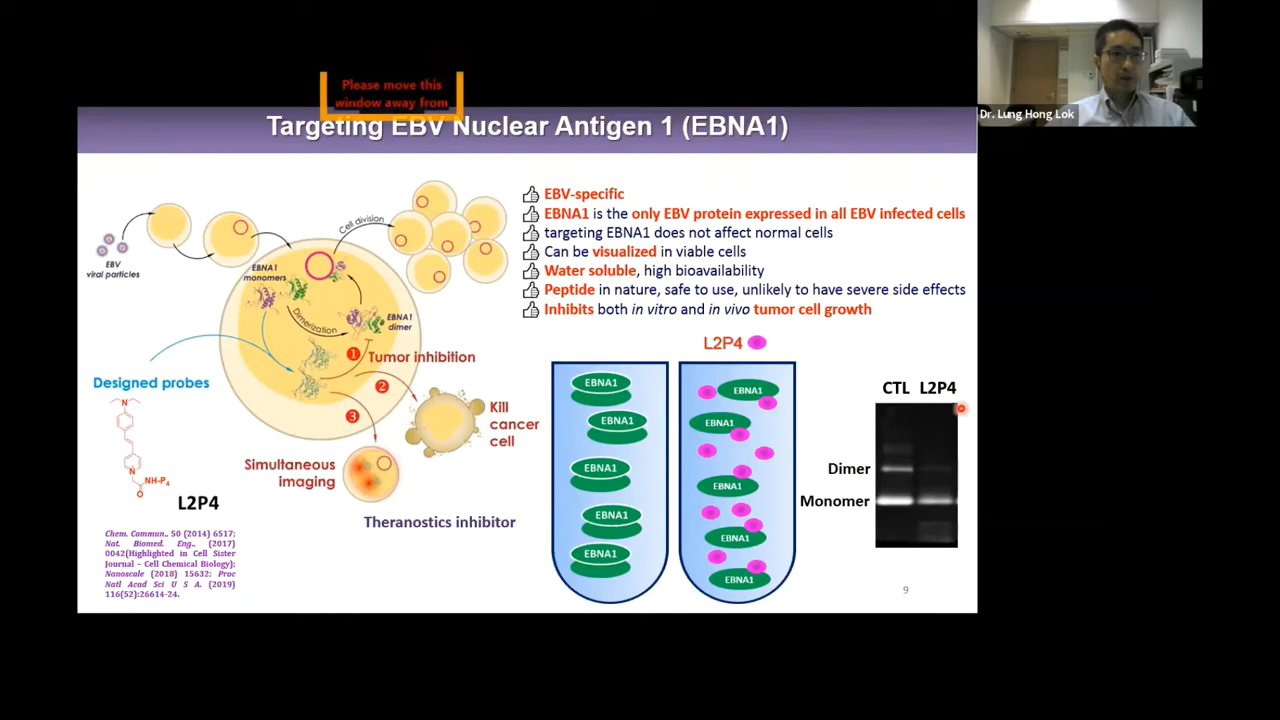 Please move this
window away from
Dr. Lung Hong Lok
Targeting EBV Nuclear Antigen 1 (EBNA1)
EBV
viral particles
EBNA1
monomers
Cell division
Dimerization
EBNA1
dimer
1
Tumor inhibition
2
Kill
cancer
cell
3
Simultaneous
imaging
Theranostics inhibitor
Designed probes
N
N
O
NH-P4
L2P4
Chem. Commun., 50 (2014) 6517;
Nat. Biomed. Eng., (2017)
0042(Highlighted in Cell Sister
Journal – Cell Chemical Biology);
Nanoscale (2018) 15632; Proc
Natl Acad Sci U S A. (2019)
116(52):26614-24.
EBV-specific
EBNA1 is the only EBV protein expressed in all EBV infected cells
targeting EBNA1 does not affect normal cells
Can be visualized in viable cells
Water soluble, high bioavailability
Peptide in nature, safe to use, unlikely to have severe side effects
Inhibits both in vitro and in vivo tumor cell growth
L2P4
EBNA1
EBNA1
EBNA1
EBNA1
EBNA1
EBNA1
EBNA1
EBNA1
EBNA1
EBNA1
CTL L2P4
Dimer
Monomer
9